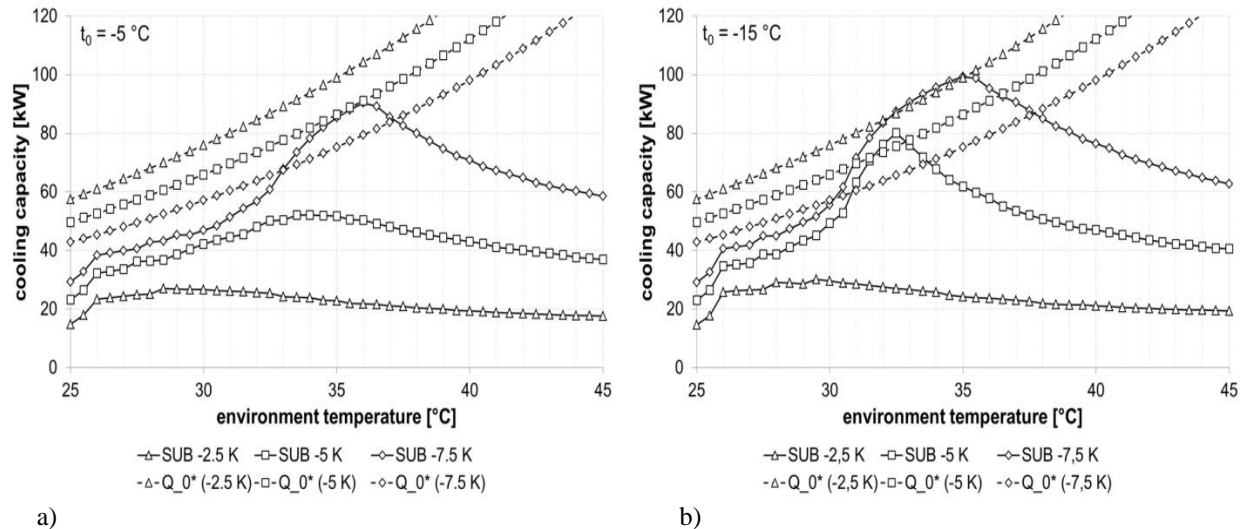 t0 = -5 °C
cooling capacity [kW]
120
100
80
60
40
20
0
25 30 35 40 45
environment temperature [°C]
SUB -2.5 K SUB -5 K SUB -7.5 K
Q_0* (-2.5 K) Q_0* (-5 K) Q_0* (-7.5 K)
a)
t0 = -15 °C
cooling capacity [kW]
120
100
80
60
40
20
0
25 30 35 40 45
environment temperature [°C]
SUB -2,5 K SUB -5 K SUB -7,5 K
Q_0* (-2,5 K) Q_0* (-5 K) Q_0* (-7,5 K)
b)